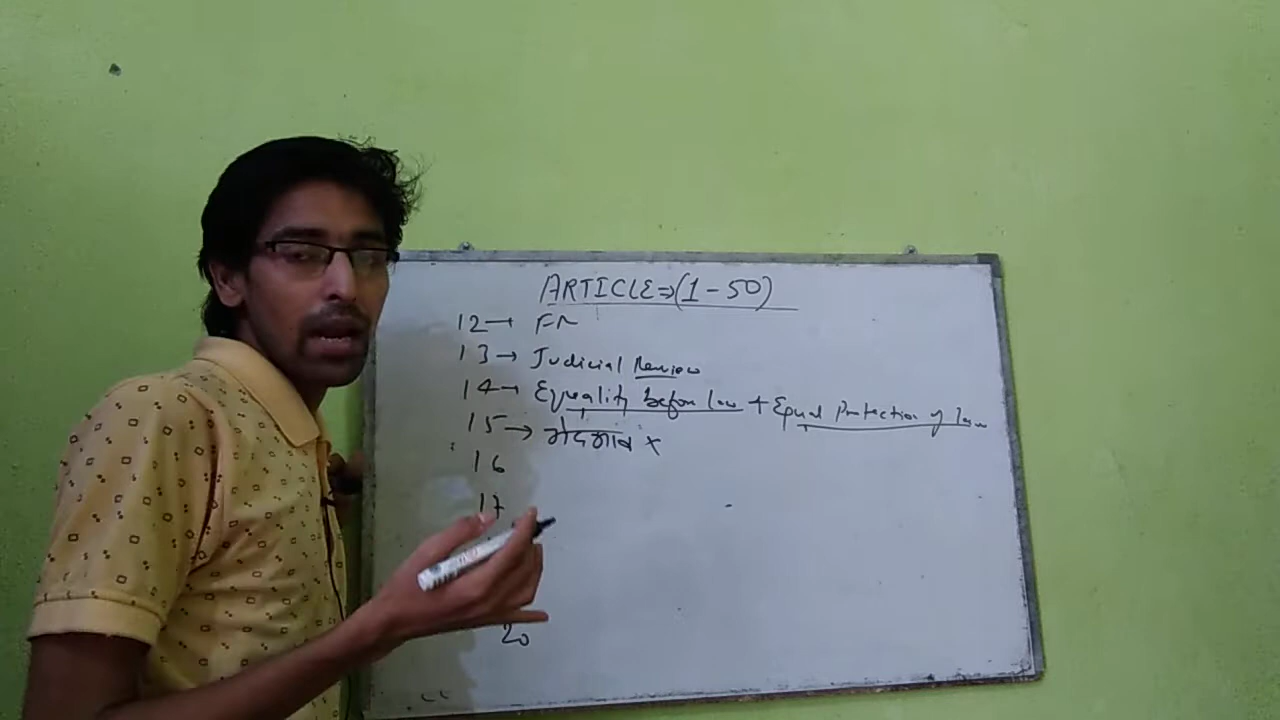 ARTICLE⇒(1-50)
12→ FR
13→ Judicial Review
14→ Equality before law + Equal Protection of law
15→ भेदभाव ×
16
17
20